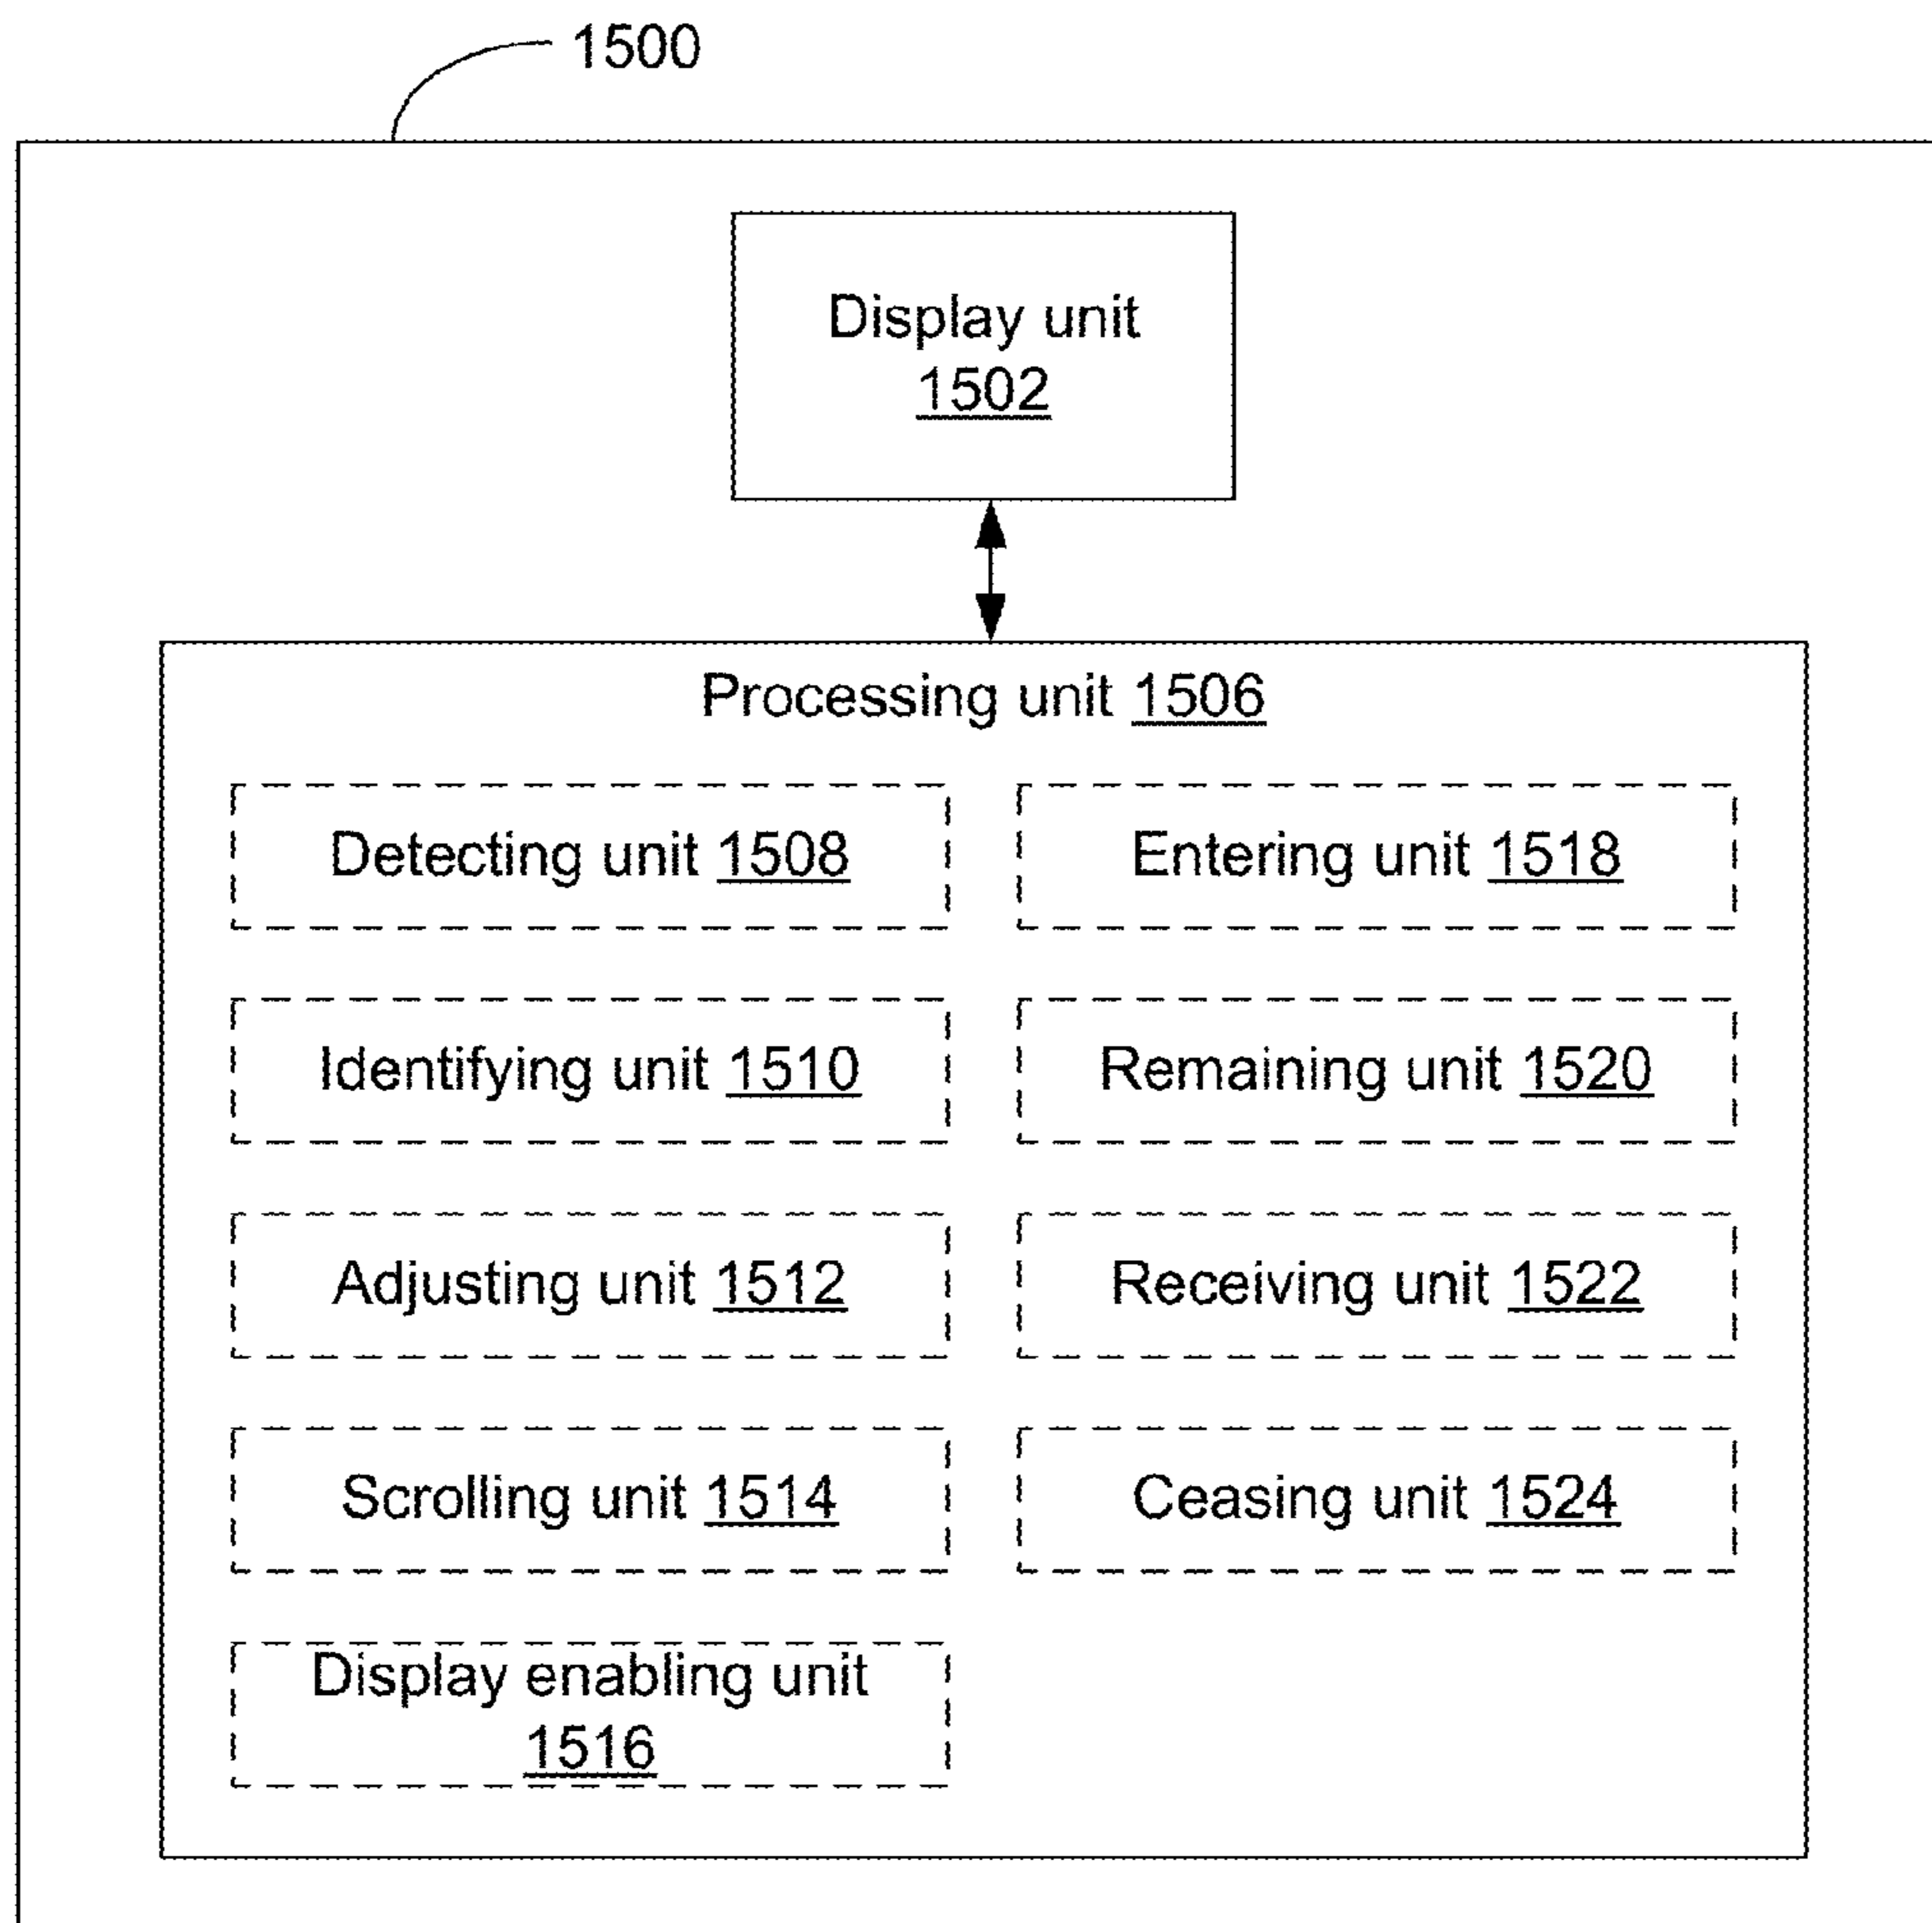 1500
Display unit
1502
Processing unit 1506
Detecting unit 1508
Entering unit 1518
Identifying unit 1510
Remaining unit 1520
Adjusting unit 1512
Receiving unit 1522
Scrolling unit 1514
Ceasing unit 1524
Display enabling unit
1516